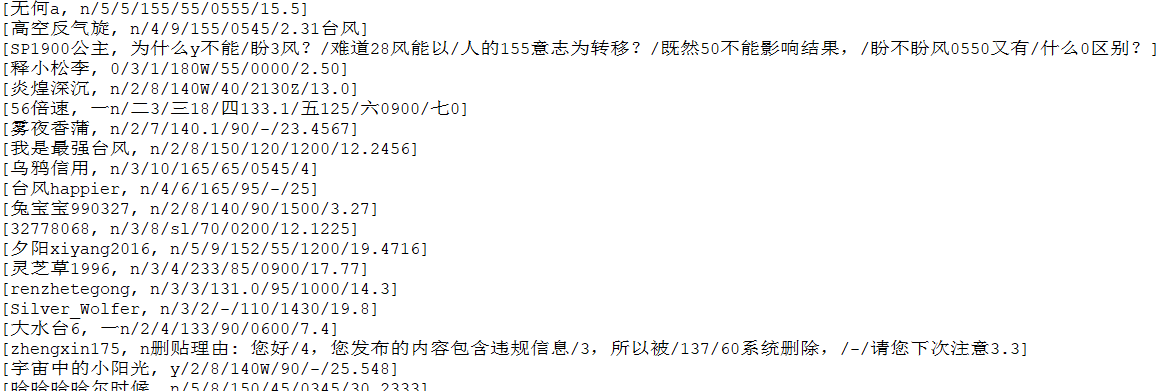 [无何a, n/5/5/155/55/0555/15.5]
[高空反气旋, n/4/9/155/0545/2.31台风]
[SP1900公主, 为什么y不能/盼3风？/难道28风能以/人的155意志为转移？/既然50不能影响结果，/盼不盼风0550又有/什么0区别？]
[释小松李, 0/3/1/180W/55/0000/2.50]
[炎煌深沉, n/2/8/140W/40/2130Z/13.0]
[56倍速, 一n/二3/三18/四133.1/五125/六0900/七0]
[雾夜香蒲, n/2/7/140.1/90/-/23.4567]
[我是最强台风, n/2/8/150/120/1200/12.2456]
[乌鸦信用, n/3/10/165/65/0545/4]
[台风happier, n/4/6/165/95/-/25]
[兔宝宝990327, n/2/8/140/90/1500/3.27]
[32778068, n/3/8/sl/70/0200/12.1225]
[夕阳xiyang2016, n/5/9/152/55/1200/19.4716]
[灵芝草1996, n/3/4/233/85/0900/17.77]
[renzhetegong, n/3/3/131.0/95/1000/14.3]
[Silver_Wolfer, n/3/2/-/110/1430/19.8]
[大水台6, 一n/2/4/133/90/0600/7.4]
[zhengxin175, n删贴理由: 您好/4，您发布的内容包含违规信息/3，所以被/137/60系统删除，/-/请您下次注意3.3]
[宇宙中的小阳光, y/2/8/140W/90/-/25.548]
[哈哈哈哈尔时候, n/5/8/150/45/0345/30.2333]